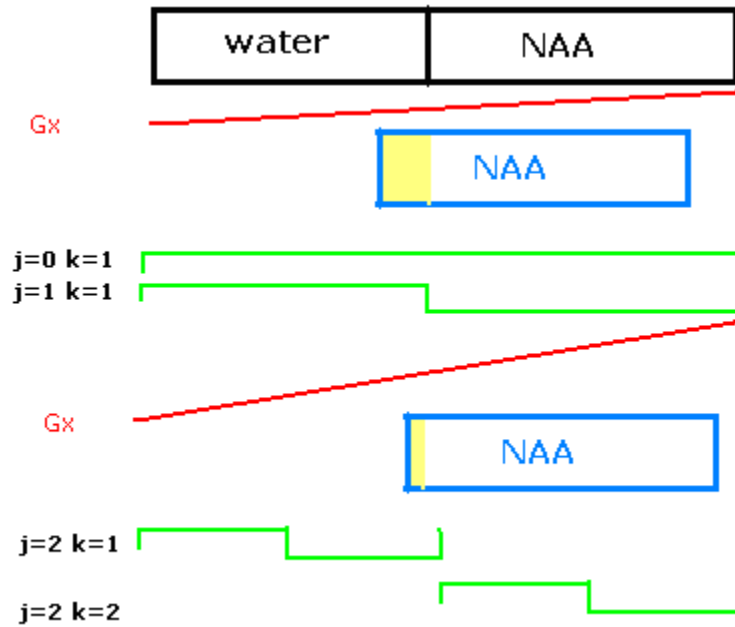 water NAA
Gx
NAA
j=0 k=1
j=1 k=1
Gx
NAA
j=2 k=1
j=2 k=2